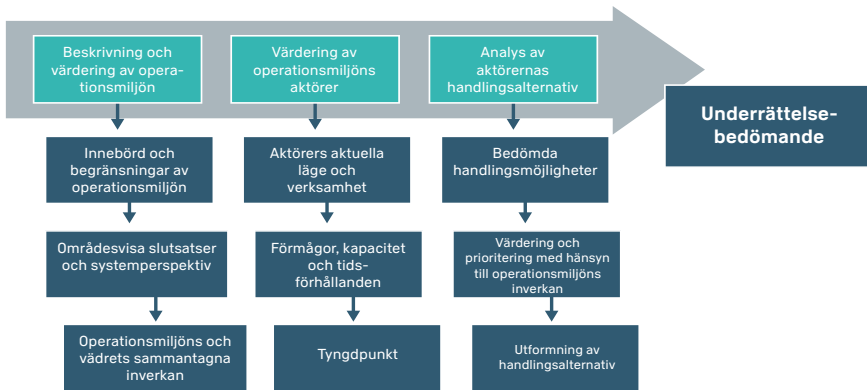 Beskrivning och
värdering av opera-
tionsmiljön
Värdering av
operationsmiljöns
aktörer
Analys av
aktörernas
handlingsalternativ
Underrättelse-
bedömande
Innebörd och
begränsningar av
operationsmiljön
Aktörers aktuella
läge och
verksamhet
Bedömda
handlingsmöjligheter
Områdesvisa slutsatser
och systemperspektiv
Förmågor, kapacitet
och tids-
förhållanden
Värdering och
prioritering med hänsyn
till operationsmiljöns
inverkan
Operationsmiljöns och
vädrets sammantagna
inverkan
Tyngdpunkt
Utformning av
handlingsalternativ